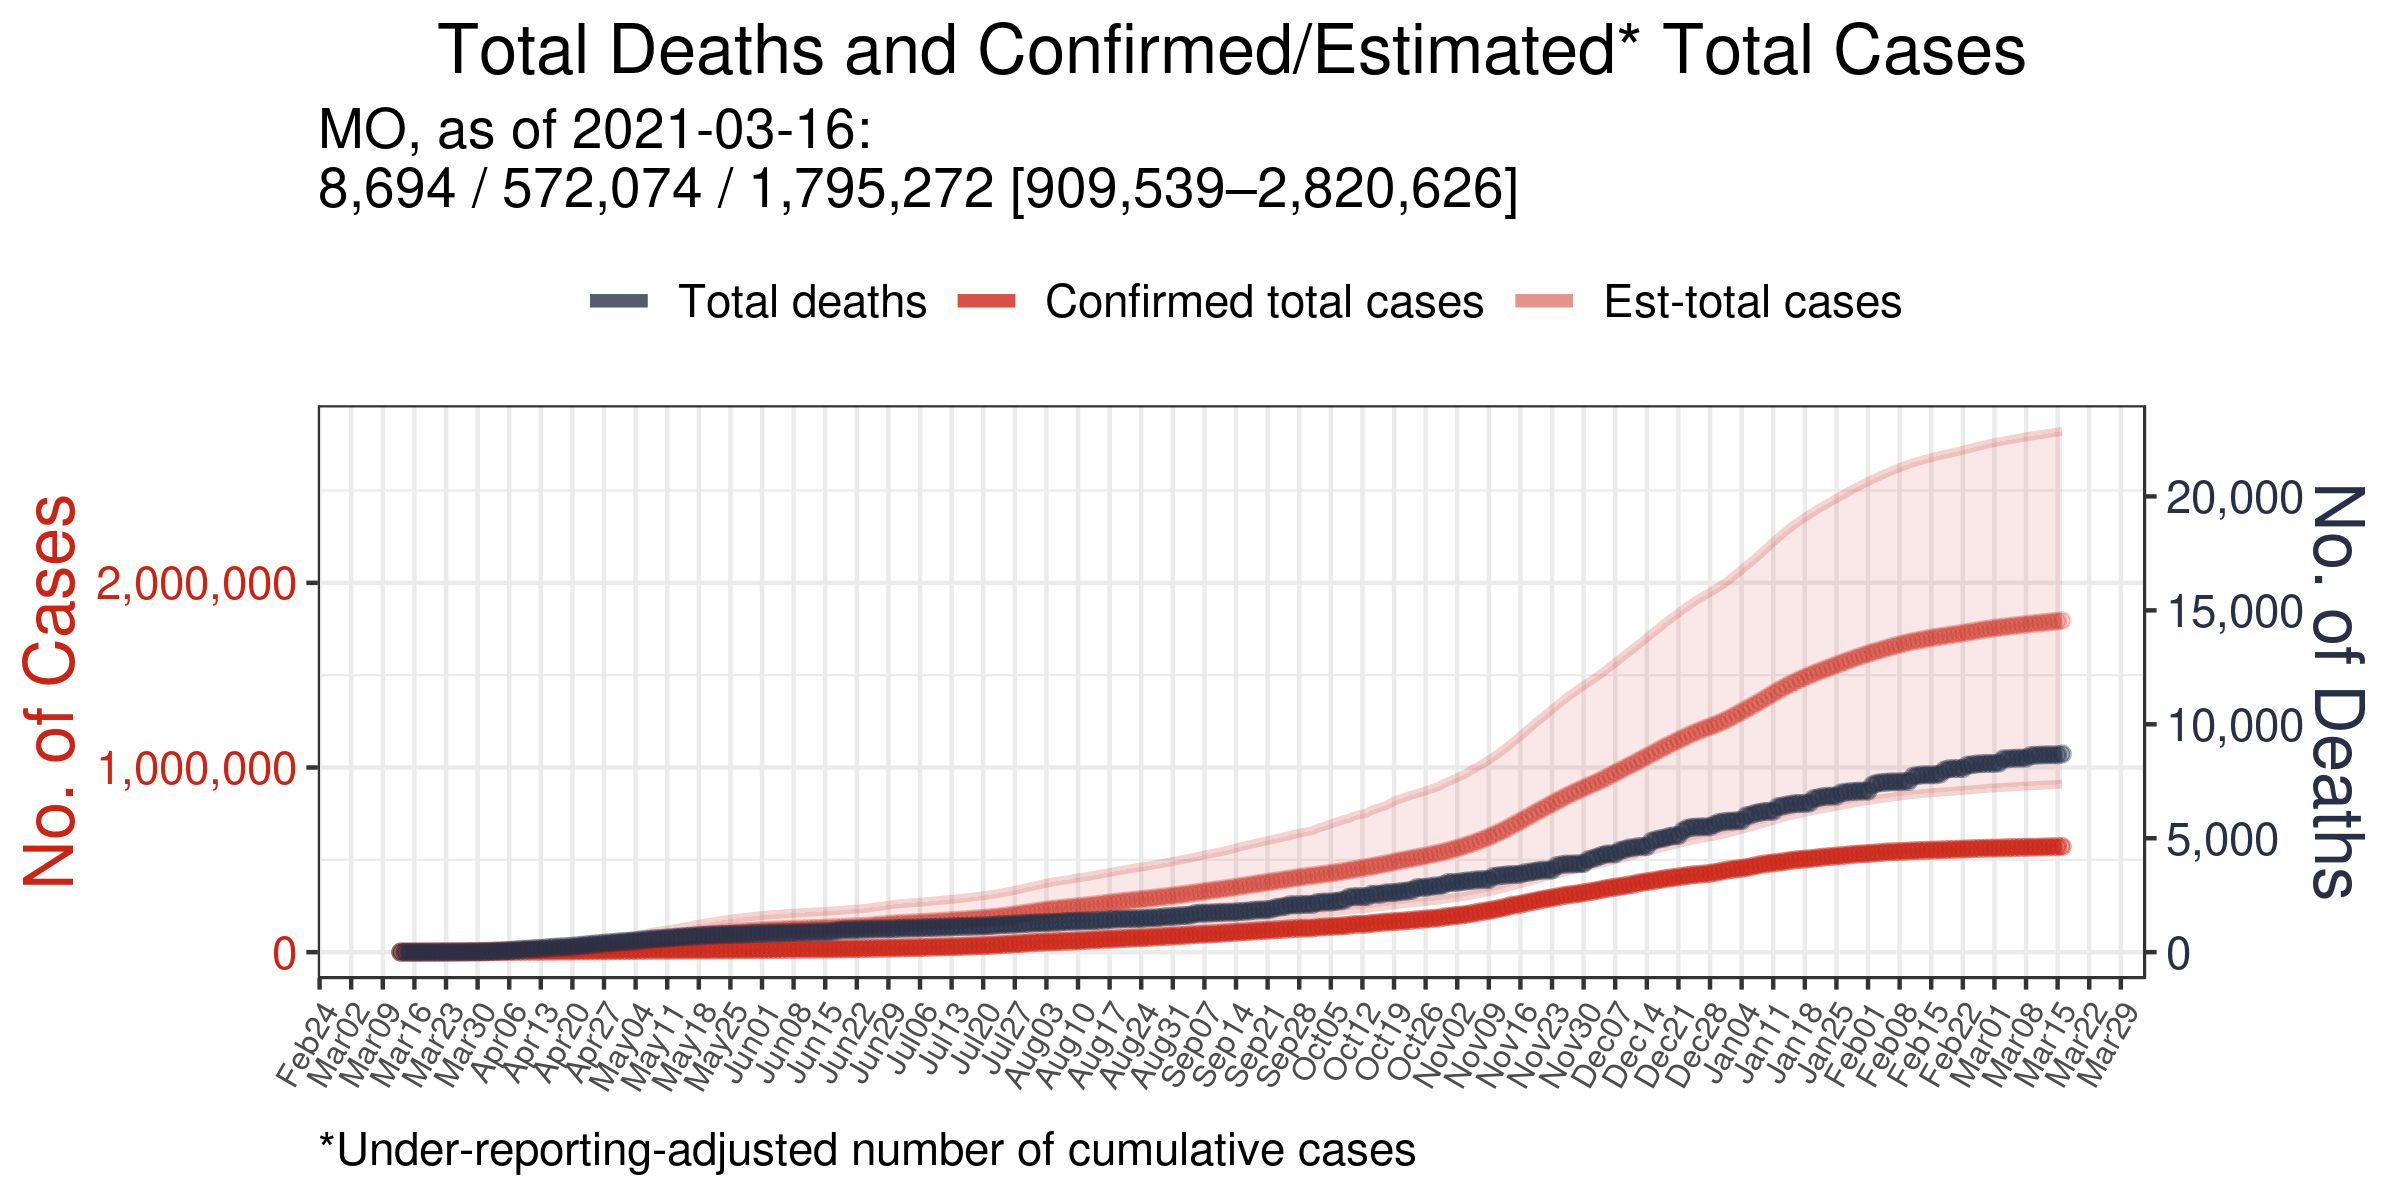 Total Deaths and Confirmed/Estimated* Total Cases
MO, as of 2021-03-16:
8,694 / 572,074 / 1,795,272 [909,539–2,820,626]
Total deaths
Confirmed total cases
Est-total cases
No. of Cases
2,000,000
1,000,000
0
20,000
15,000
10,000
5,000
0
No. of Deaths
Feb24
Mar02
Mar09
Mar16
Mar23
Mar30
Apr06
Apr13
Apr20
Apr27
May04
May11
May18
May25
Jun01
Jun08
Jun15
Jun22
Jun29
Jul06
Jul13
Jul20
Jul27
Aug03
Aug10
Aug17
Aug24
Aug31
Sep07
Sep14
Sep21
Sep28
Oct05
Oct12
Oct19
Oct26
Nov02
Nov09
Nov16
Nov23
Nov30
Dec07
Dec14
Dec21
Dec28
Jan04
Jan11
Jan18
Jan25
Feb01
Feb08
Feb15
Feb22
Mar01
Mar08
Mar15
Mar22
Mar29
*Under-reporting-adjusted number of cumulative cases